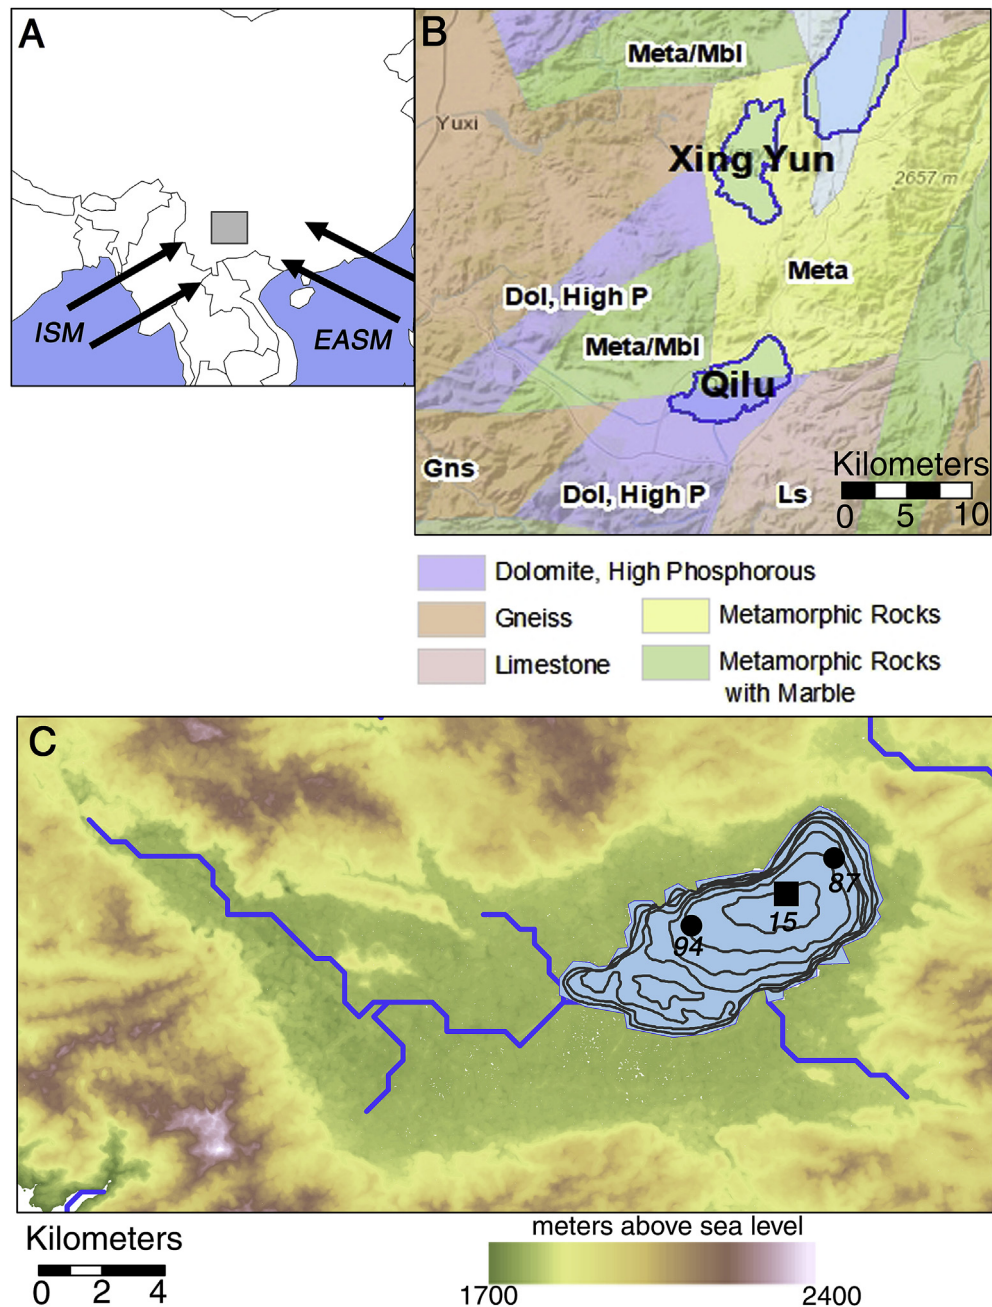 A
ISM
EASM
B
Meta/Mbl
Yuxi
Xing Yun
2657 m
Meta
Dol, High P
Meta/Mbl
Qilu
Gns
Dol, High P
Ls
Kilometers
0 5 10
Dolomite, High Phosphorous
Gneiss
Metamorphic Rocks
Limestone
Metamorphic Rocks
with Marble
C
87
15
94
Kilometers
0 2 4
meters above sea level
1700 2400